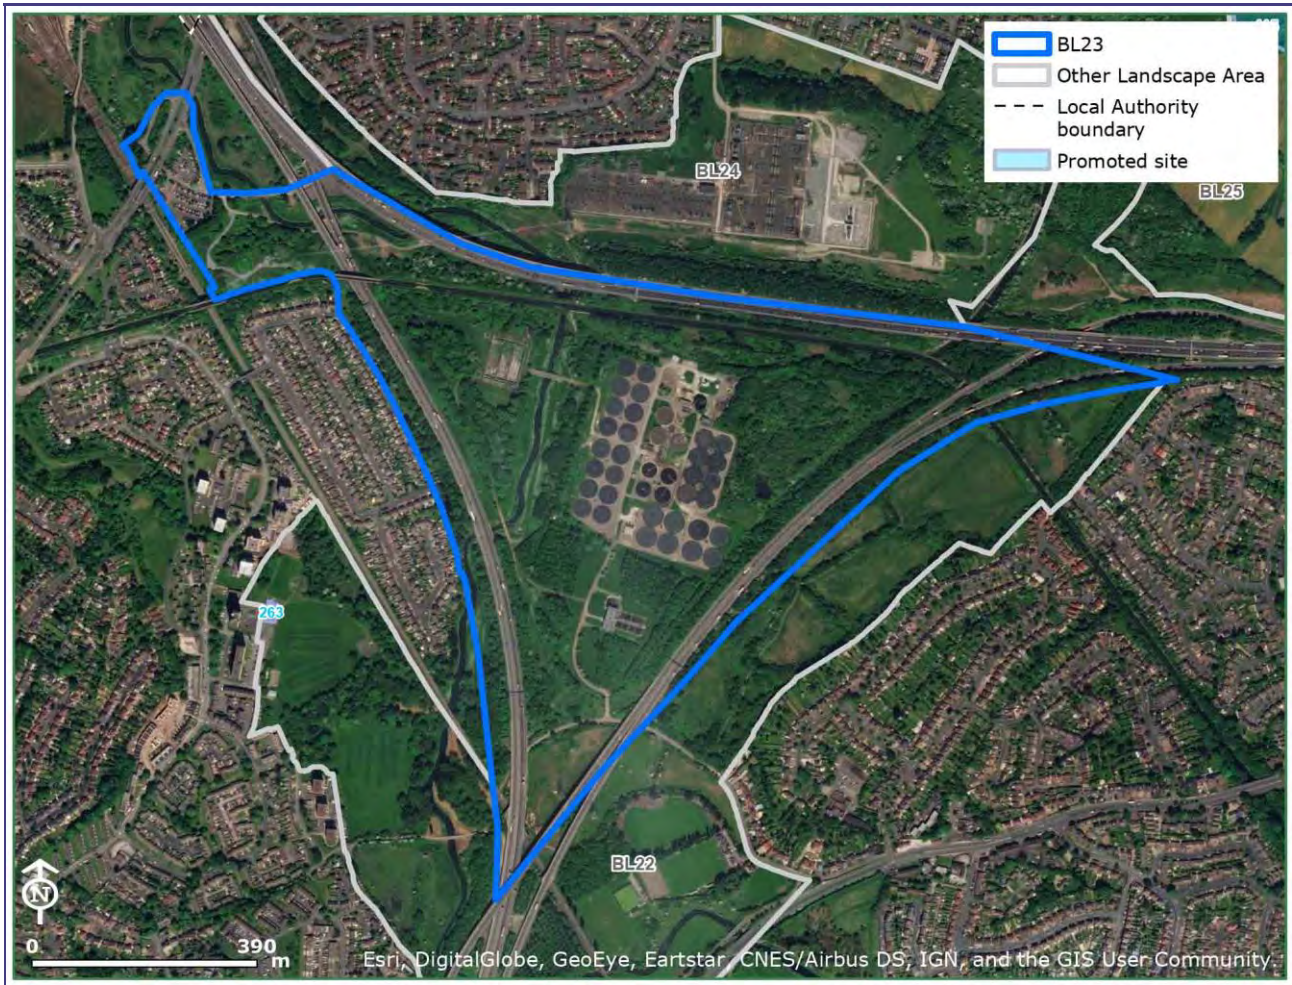 BL23
Other Landscape Area
Local Authority
boundary
Promoted site
BL24
BL25
263
BL22
N
0
390
m
Esri, DigitalGlobe, GeoEye, Eartstar, CNES/Airbus DS, IGN, and the GIS User Community.